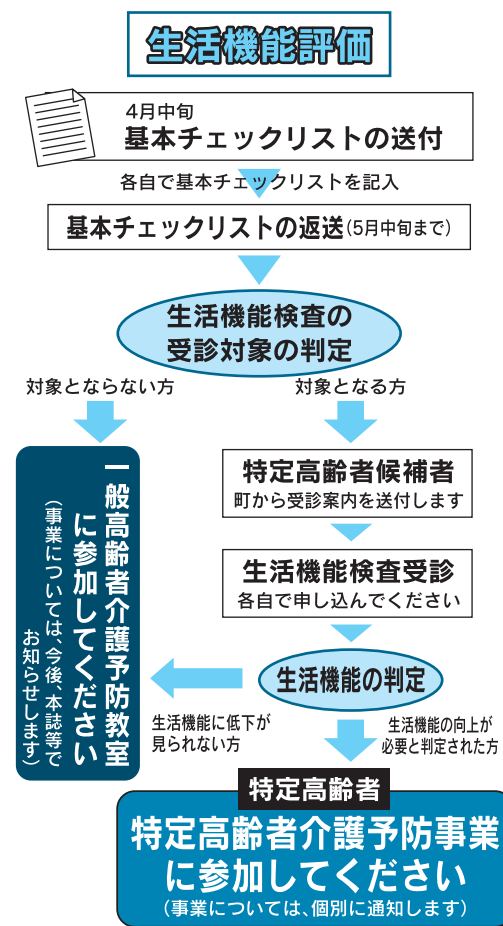 生活機能評価
4月中旬
基本チェックリストの送付
各自で基本チェックリストを記入
基本チェックリストの返送(5月中旬まで)
生活機能検査の
受診対象の判定
対象とならない方
対象となる方
特定高齢者候補者
町から受診案内を送付します
生活機能検査受診
各自で申し込んでください
生活機能の判定
一般高齢者介護予防教室
に参加してください
(事業については、今後、本誌等で
お知らせします)
生活機能に低下が
見られない方
生活機能の向上が
必要と判定された方
特定高齢者
特定高齢者介護予防事業
に参加してください
(事業については、個別に通知します)